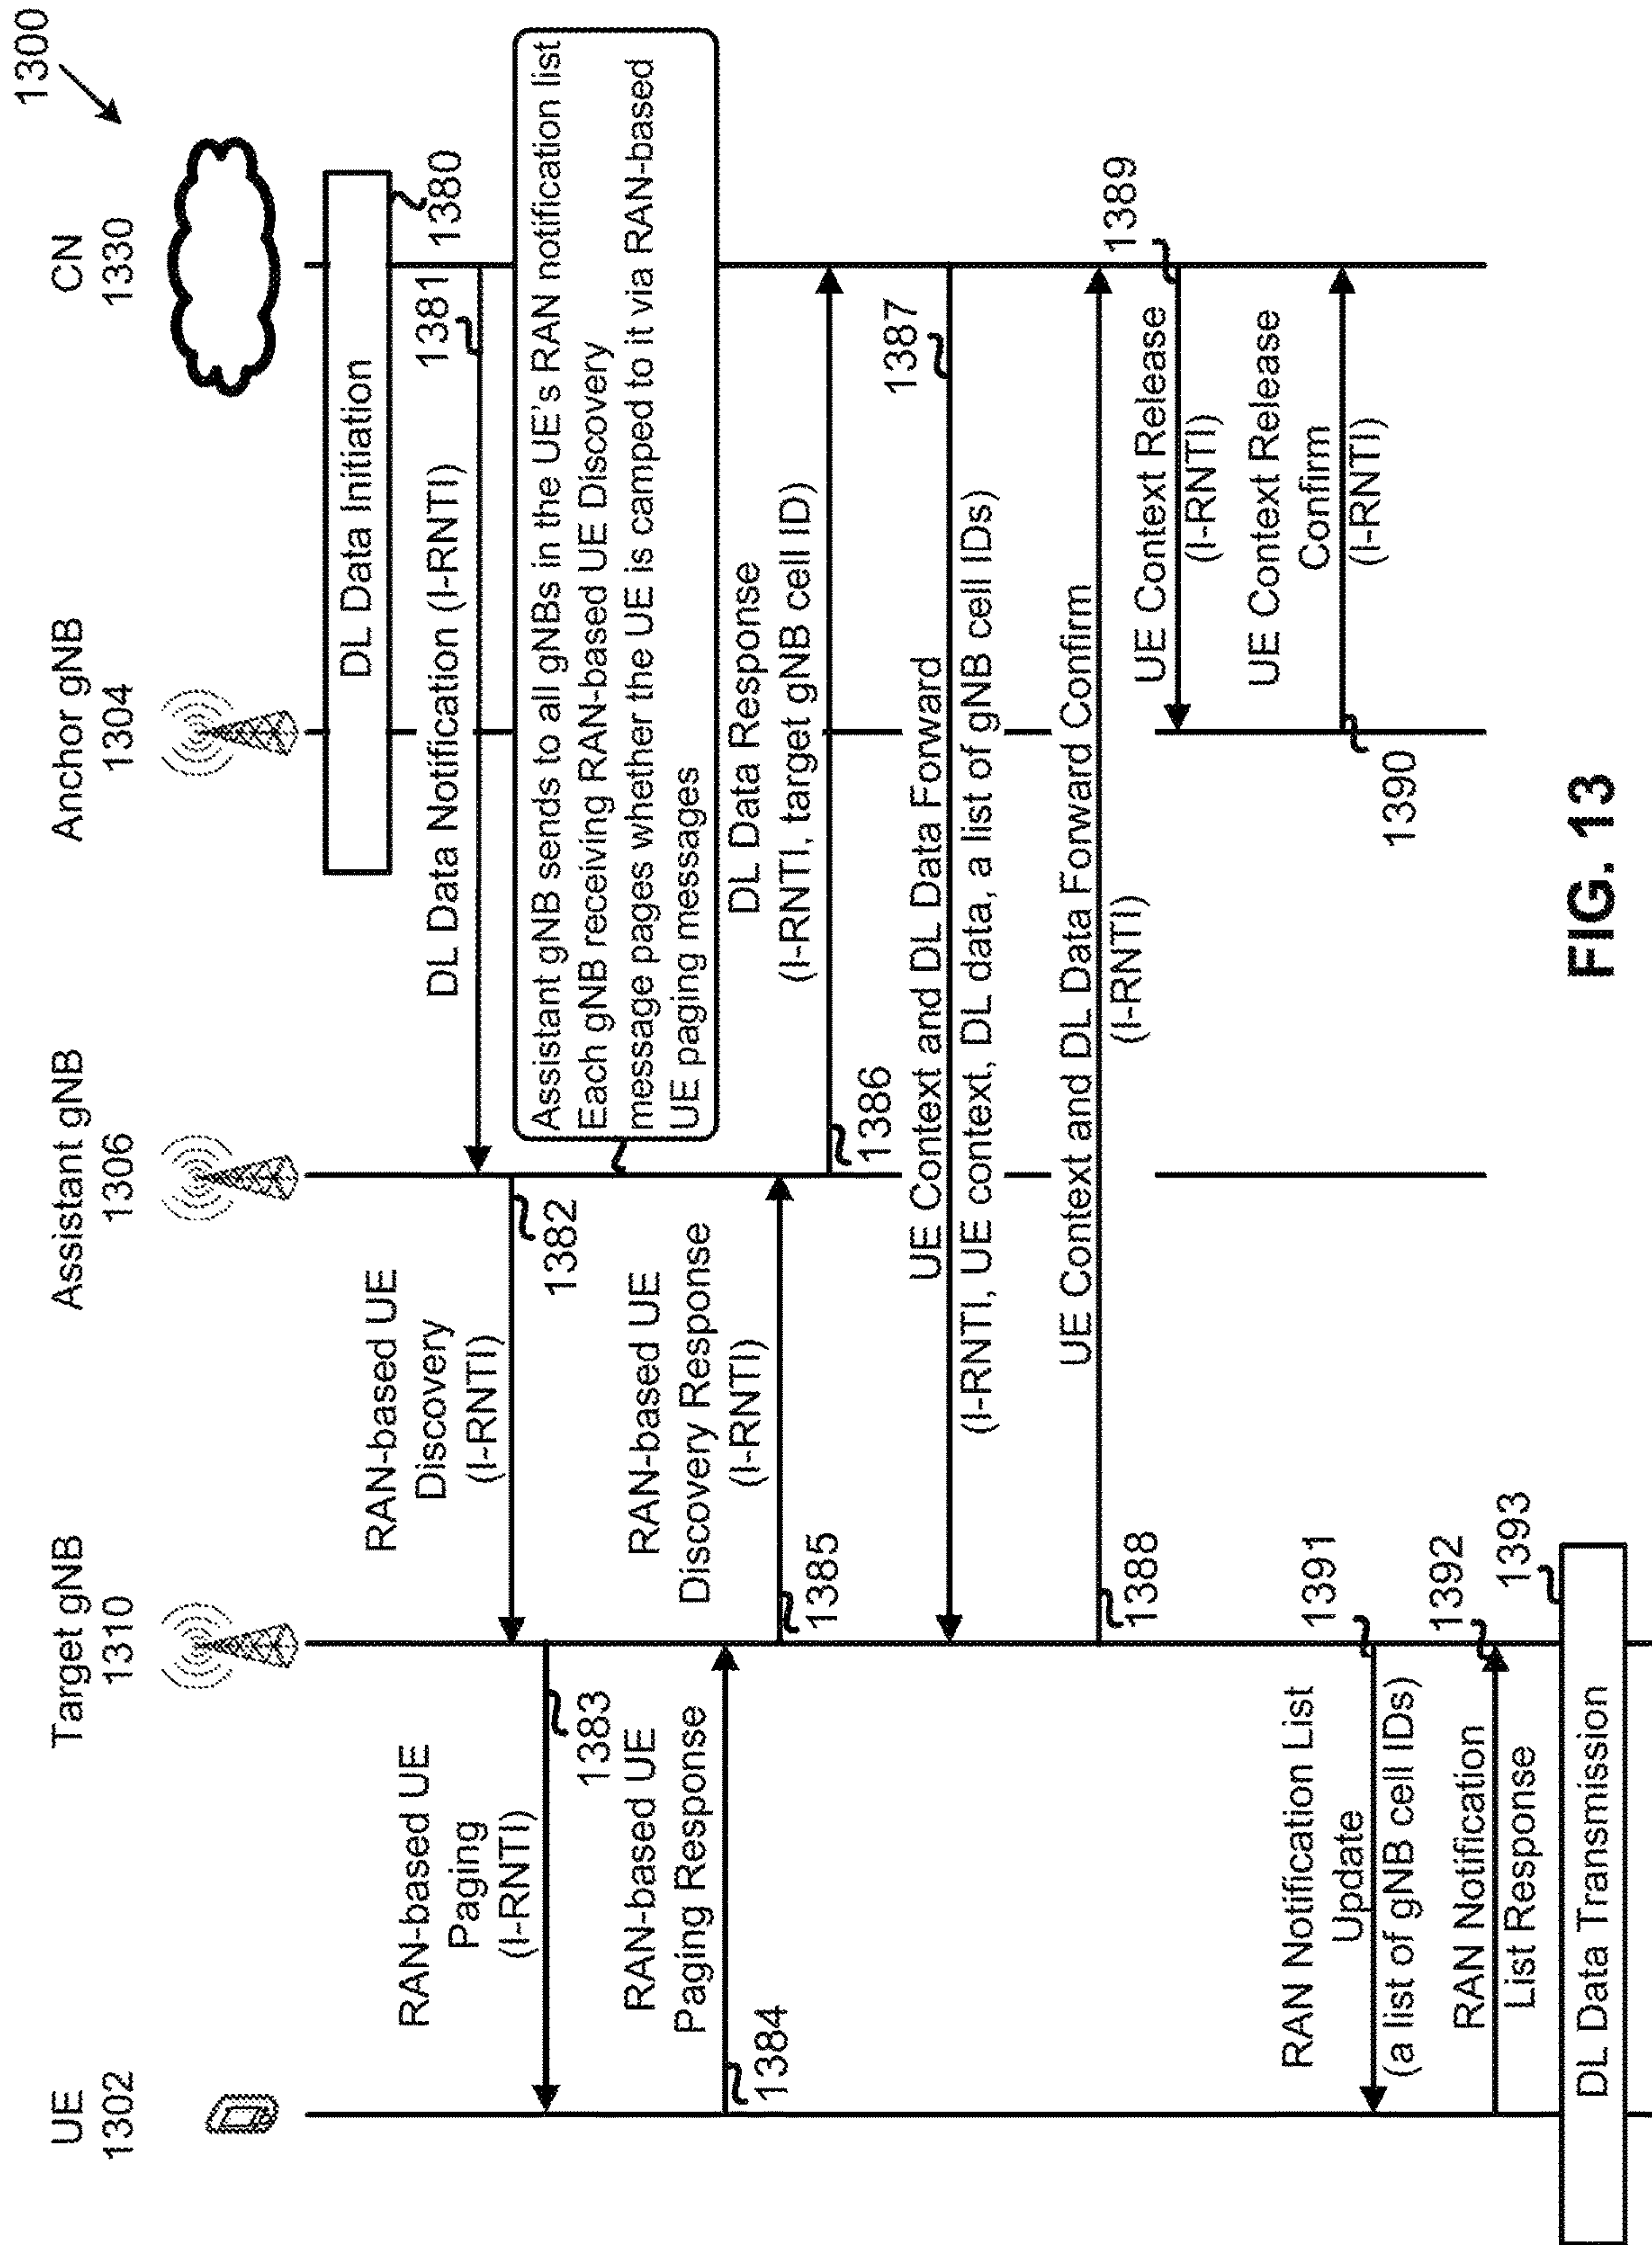 1300
UE
1302
Target gNB
1310
Assistant gNB
1306
Anchor gNB
1304
CN
1330
DL Data Initiation
1380
DL Data Notification (I-RNTI)
1381
RAN-based UE
Discovery
(I-RNTI)
1382
Assistant gNB sends to all gNBs in the UE's RAN notification list
Each gNB receiving RAN-based UE Discovery
message pages whether the UE is camped to it via RAN-based
UE paging messages
RAN-based UE
Paging
(I-RNTI)
1383
RAN-based UE
Paging Response
1384
RAN-based UE
Discovery Response
(I-RNTI)
1385
DL Data Response
(I-RNTI, target gNB cell ID)
1386
UE Context and DL Data Forward
(I-RNTI, UE context, DL data, a list of gNB cell IDs)
1387
UE Context and DL Data Forward Confirm
(I-RNTI)
1388
UE Context Release
(I-RNTI)
1389
UE Context Release
Confirm
(I-RNTI)
1390
RAN Notification List
Update
(a list of gNB cell IDs)
1391
RAN Notification
List Response
1392
DL Data Transmission
1393
FIG. 13